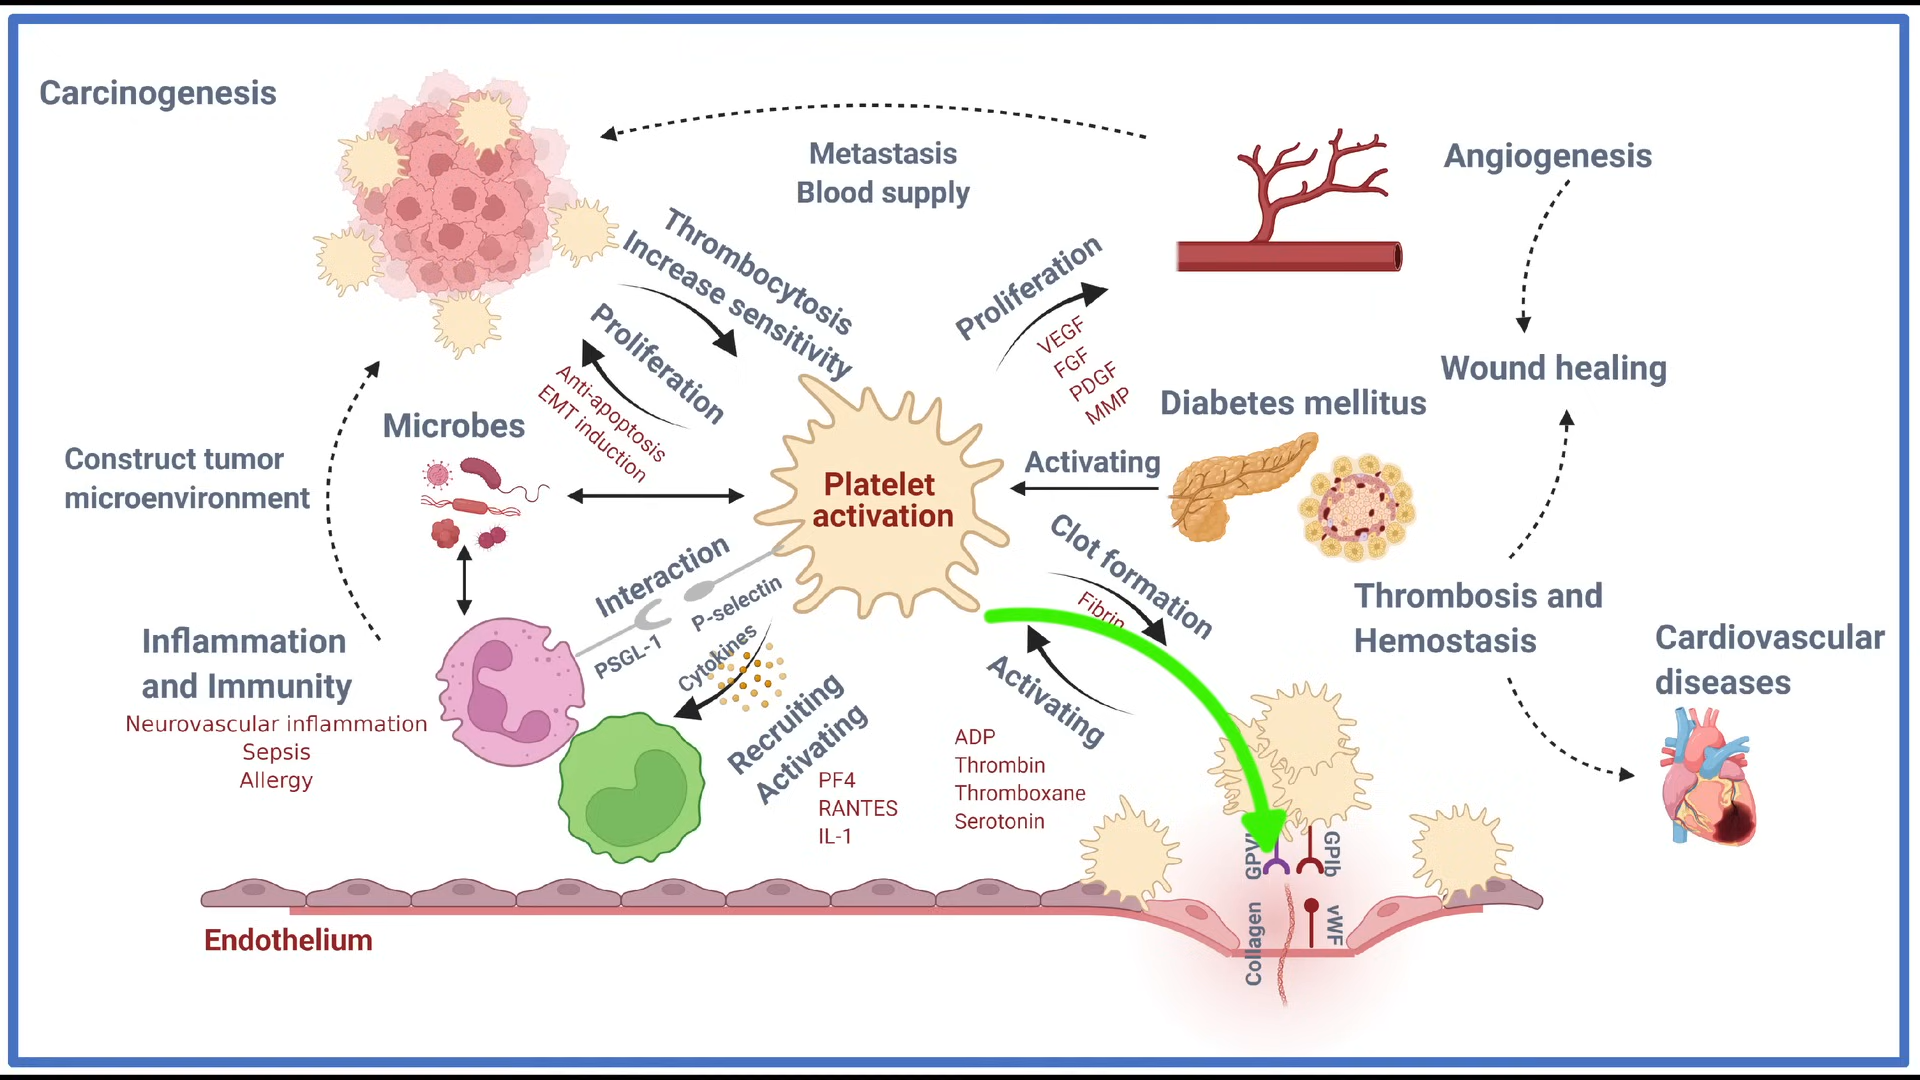 Carcinogenesis
Metastasis
Blood supply
Angiogenesis
Thrombocytosis
Increase sensitivity
Proliferation
Anti-apoptosis
EMT induction
Proliferation
VEGF
FGF
PDGF
MMP
Wound healing
Diabetes mellitus
Microbes
Activating
Construct tumor
microenvironment
Platelet
activation
Interaction
P-selectin
PSGL-1
Clot formation
Fibrin
Thrombosis and
Hemostasis
Cardiovascular
diseases
Inflammation
and Immunity
Neurovascular inflammation
Sepsis
Allergy
Cytokines
Recruiting
Activating
PF4
RANTES
IL-1
Activating
ADP
Thrombin
Thromboxane
Serotonin
GPVI
GPIb
Collagen
vWF
Endothelium